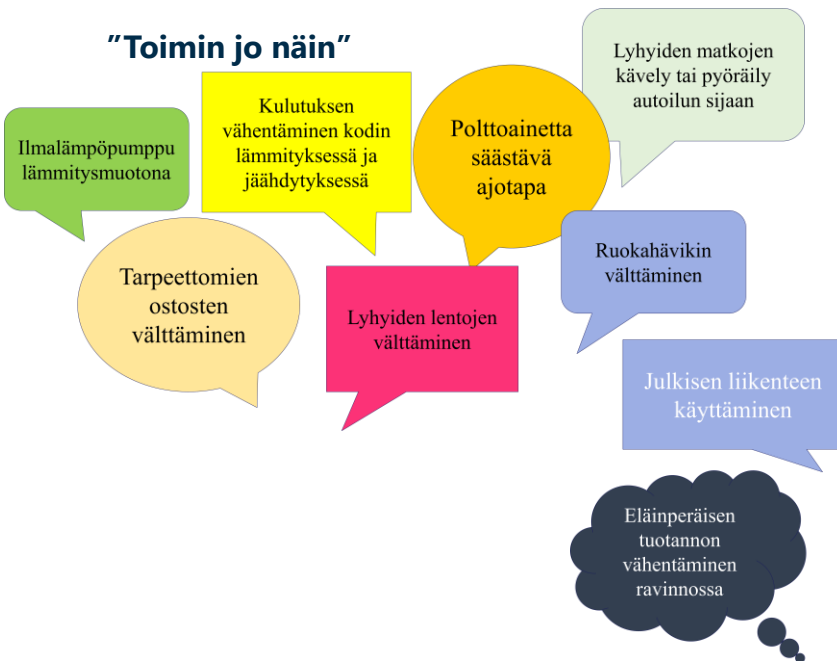 "Toimin jo näin"
Ilmalämpöpumppu
lämmitysmuotona
Kulutuksen
vähentäminen kodin
lämmityksessä ja
jäähdytyksessä
Polttoainetta
säästävä
ajotapa
Lyhyiden matkojen
kävely tai pyöräily
autoilun sijaan
Tarpeettomien
ostosten
välttäminen
Lyhyiden lentojen
välttäminen
Ruokahävikin
välttäminen
Julkisen liikenteen
käyttäminen
Eläinperäisen
tuotannon
vähentäminen
ravinnossa